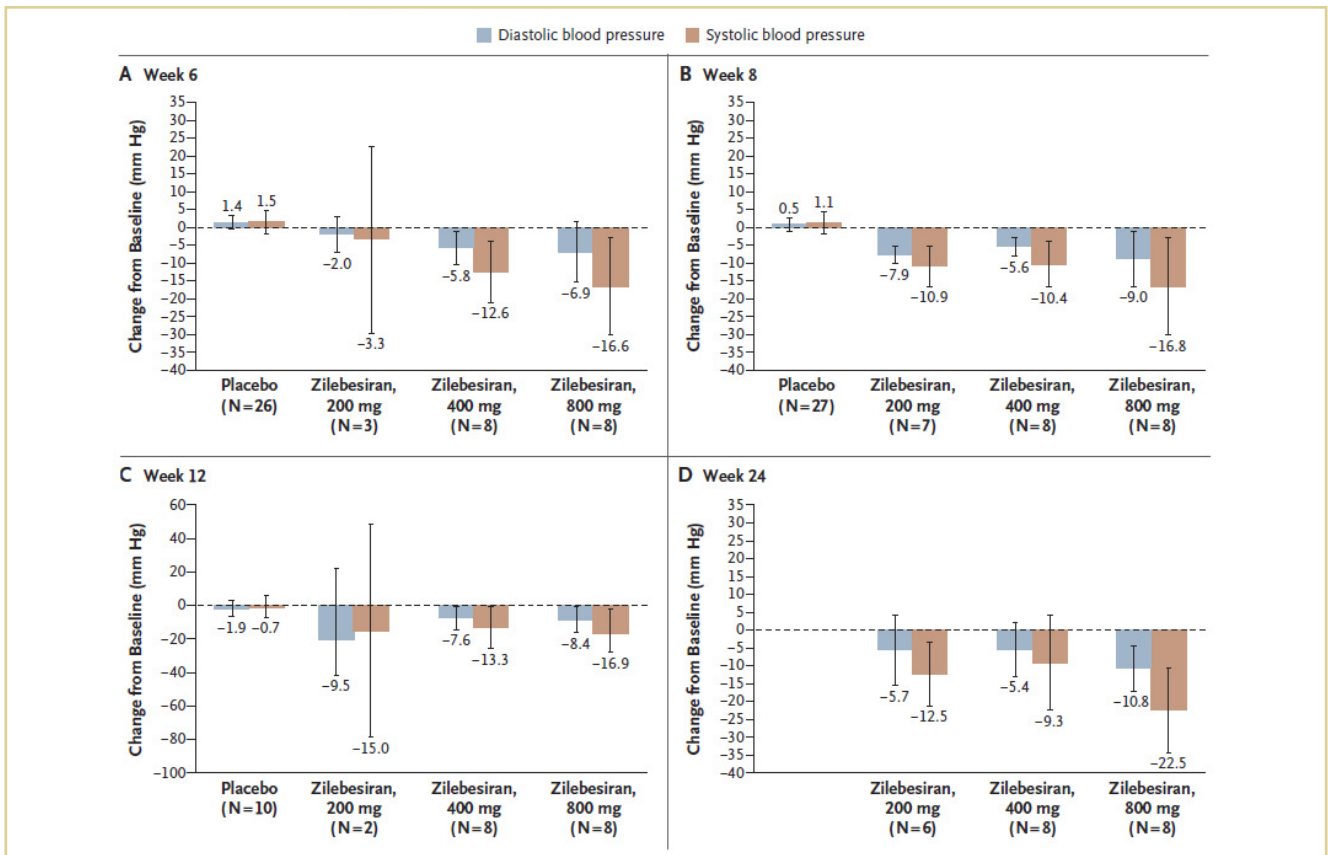 Diastolic blood pressure Systolic blood pressure
A Week 6
Change from Baseline (mm Hg)
35
30
25
20
15
10
5
0
−5
−10
−15
−20
−25
−30
−35
−40
1.4 1.5
−2.0
−3.3
−5.8
−12.6
−6.9
−16.6
Placebo
(N=26)
Zilebesiran,
200 mg
(N=3)
Zilebesiran,
400 mg
(N=8)
Zilebesiran,
800 mg
(N=8)
B Week 8
Change from Baseline (mm Hg)
35
30
25
20
15
10
5
0
−5
−10
−15
−20
−25
−30
−35
−40
0.5 1.1
−7.9
−10.9
−5.6
−10.4
−9.0
−16.8
Placebo
(N=27)
Zilebesiran,
200 mg
(N=7)
Zilebesiran,
400 mg
(N=8)
Zilebesiran,
800 mg
(N=8)
C Week 12
Change from Baseline (mm Hg)
60
40
20
0
−20
−40
−60
−80
−100
−1.9 −0.7
−9.5
−15.0
−7.6
−13.3
−8.4
−16.9
Placebo
(N=10)
Zilebesiran,
200 mg
(N=2)
Zilebesiran,
400 mg
(N=8)
Zilebesiran,
800 mg
(N=8)
D Week 24
Change from Baseline (mm Hg)
35
30
25
20
15
10
5
0
−5
−10
−15
−20
−25
−30
−35
−40
−5.7
−12.5
−5.4
−9.3
−10.8
−22.5
Zilebesiran,
200 mg
(N=6)
Zilebesiran,
400 mg
(N=8)
Zilebesiran,
800 mg
(N=8)